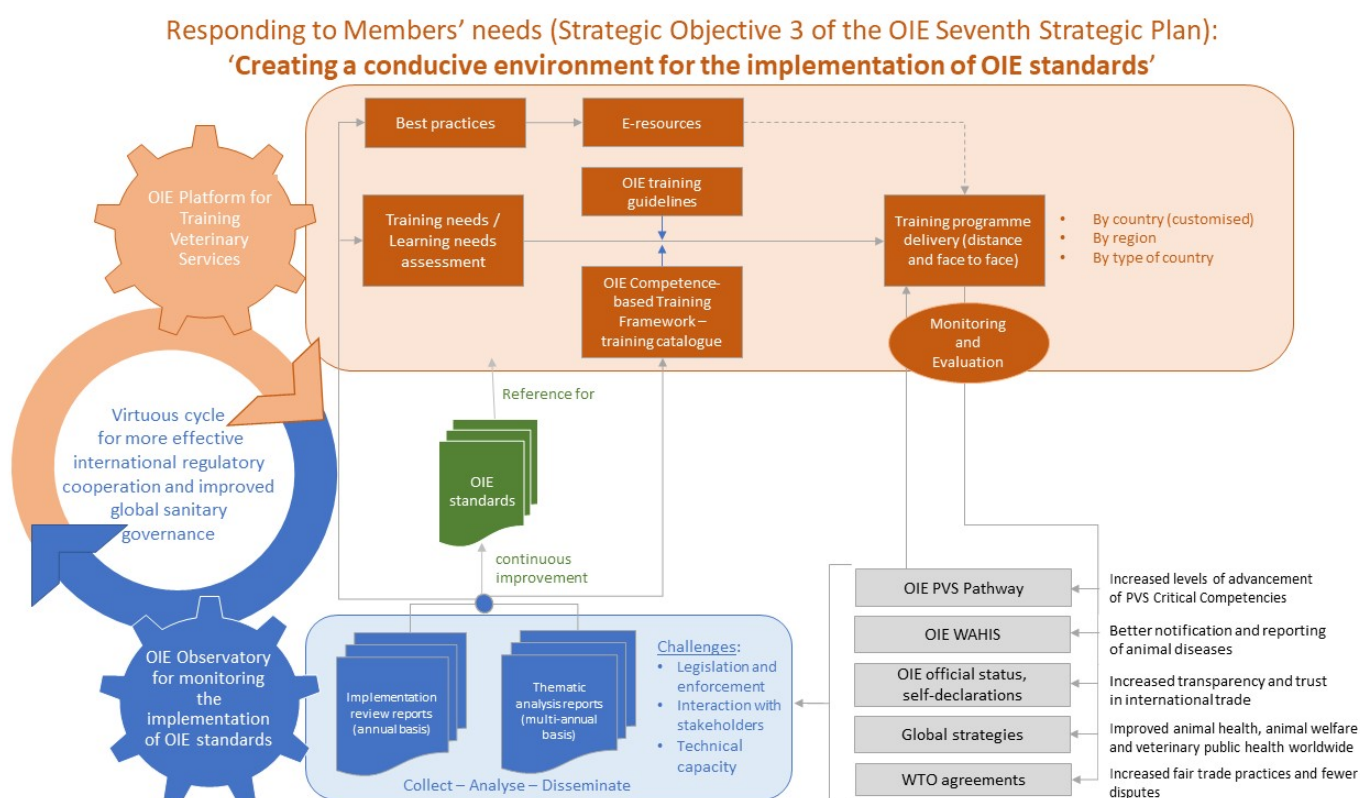 Responding to Members’ needs (Strategic Objective 3 of the OIE Seventh Strategic Plan):
‘Creating a conducive environment for the implementation of OIE standards’
Best practices
E-resources
OIE Platform for
Training
Veterinary
Services
OIE training
guidelines
Training needs /
Learning needs
assessment
Training programme
delivery (distance
and face to face)
• By country (customised)
• By region
• By type of country
OIE Competence-
based Training
Framework –
training catalogue
Monitoring
and
Evaluation
Reference for
Virtuous cycle
for more effective
international regulatory
cooperation and improved
global sanitary
governance
OIE
standards
continuous
improvement
OIE PVS Pathway
Increased levels of advancement
of PVS Critical Competencies
OIE WAHIS
Better notification and reporting
of animal diseases
OIE official status,
self-declarations
Increased transparency and trust
in international trade
Global strategies
Improved animal health, animal welfare
and veterinary public health worldwide
WTO agreements
Increased fair trade practices and fewer
disputes
OIE Observatory
for monitoring
the
implementation
of OIE standards
Implementation
review reports
(annual basis)
Thematic
analysis reports
(multi-annual
basis)
Challenges:
• Legislation and
enforcement
• Interaction with
stakeholders
• Technical
capacity
Collect – Analyse – Disseminate